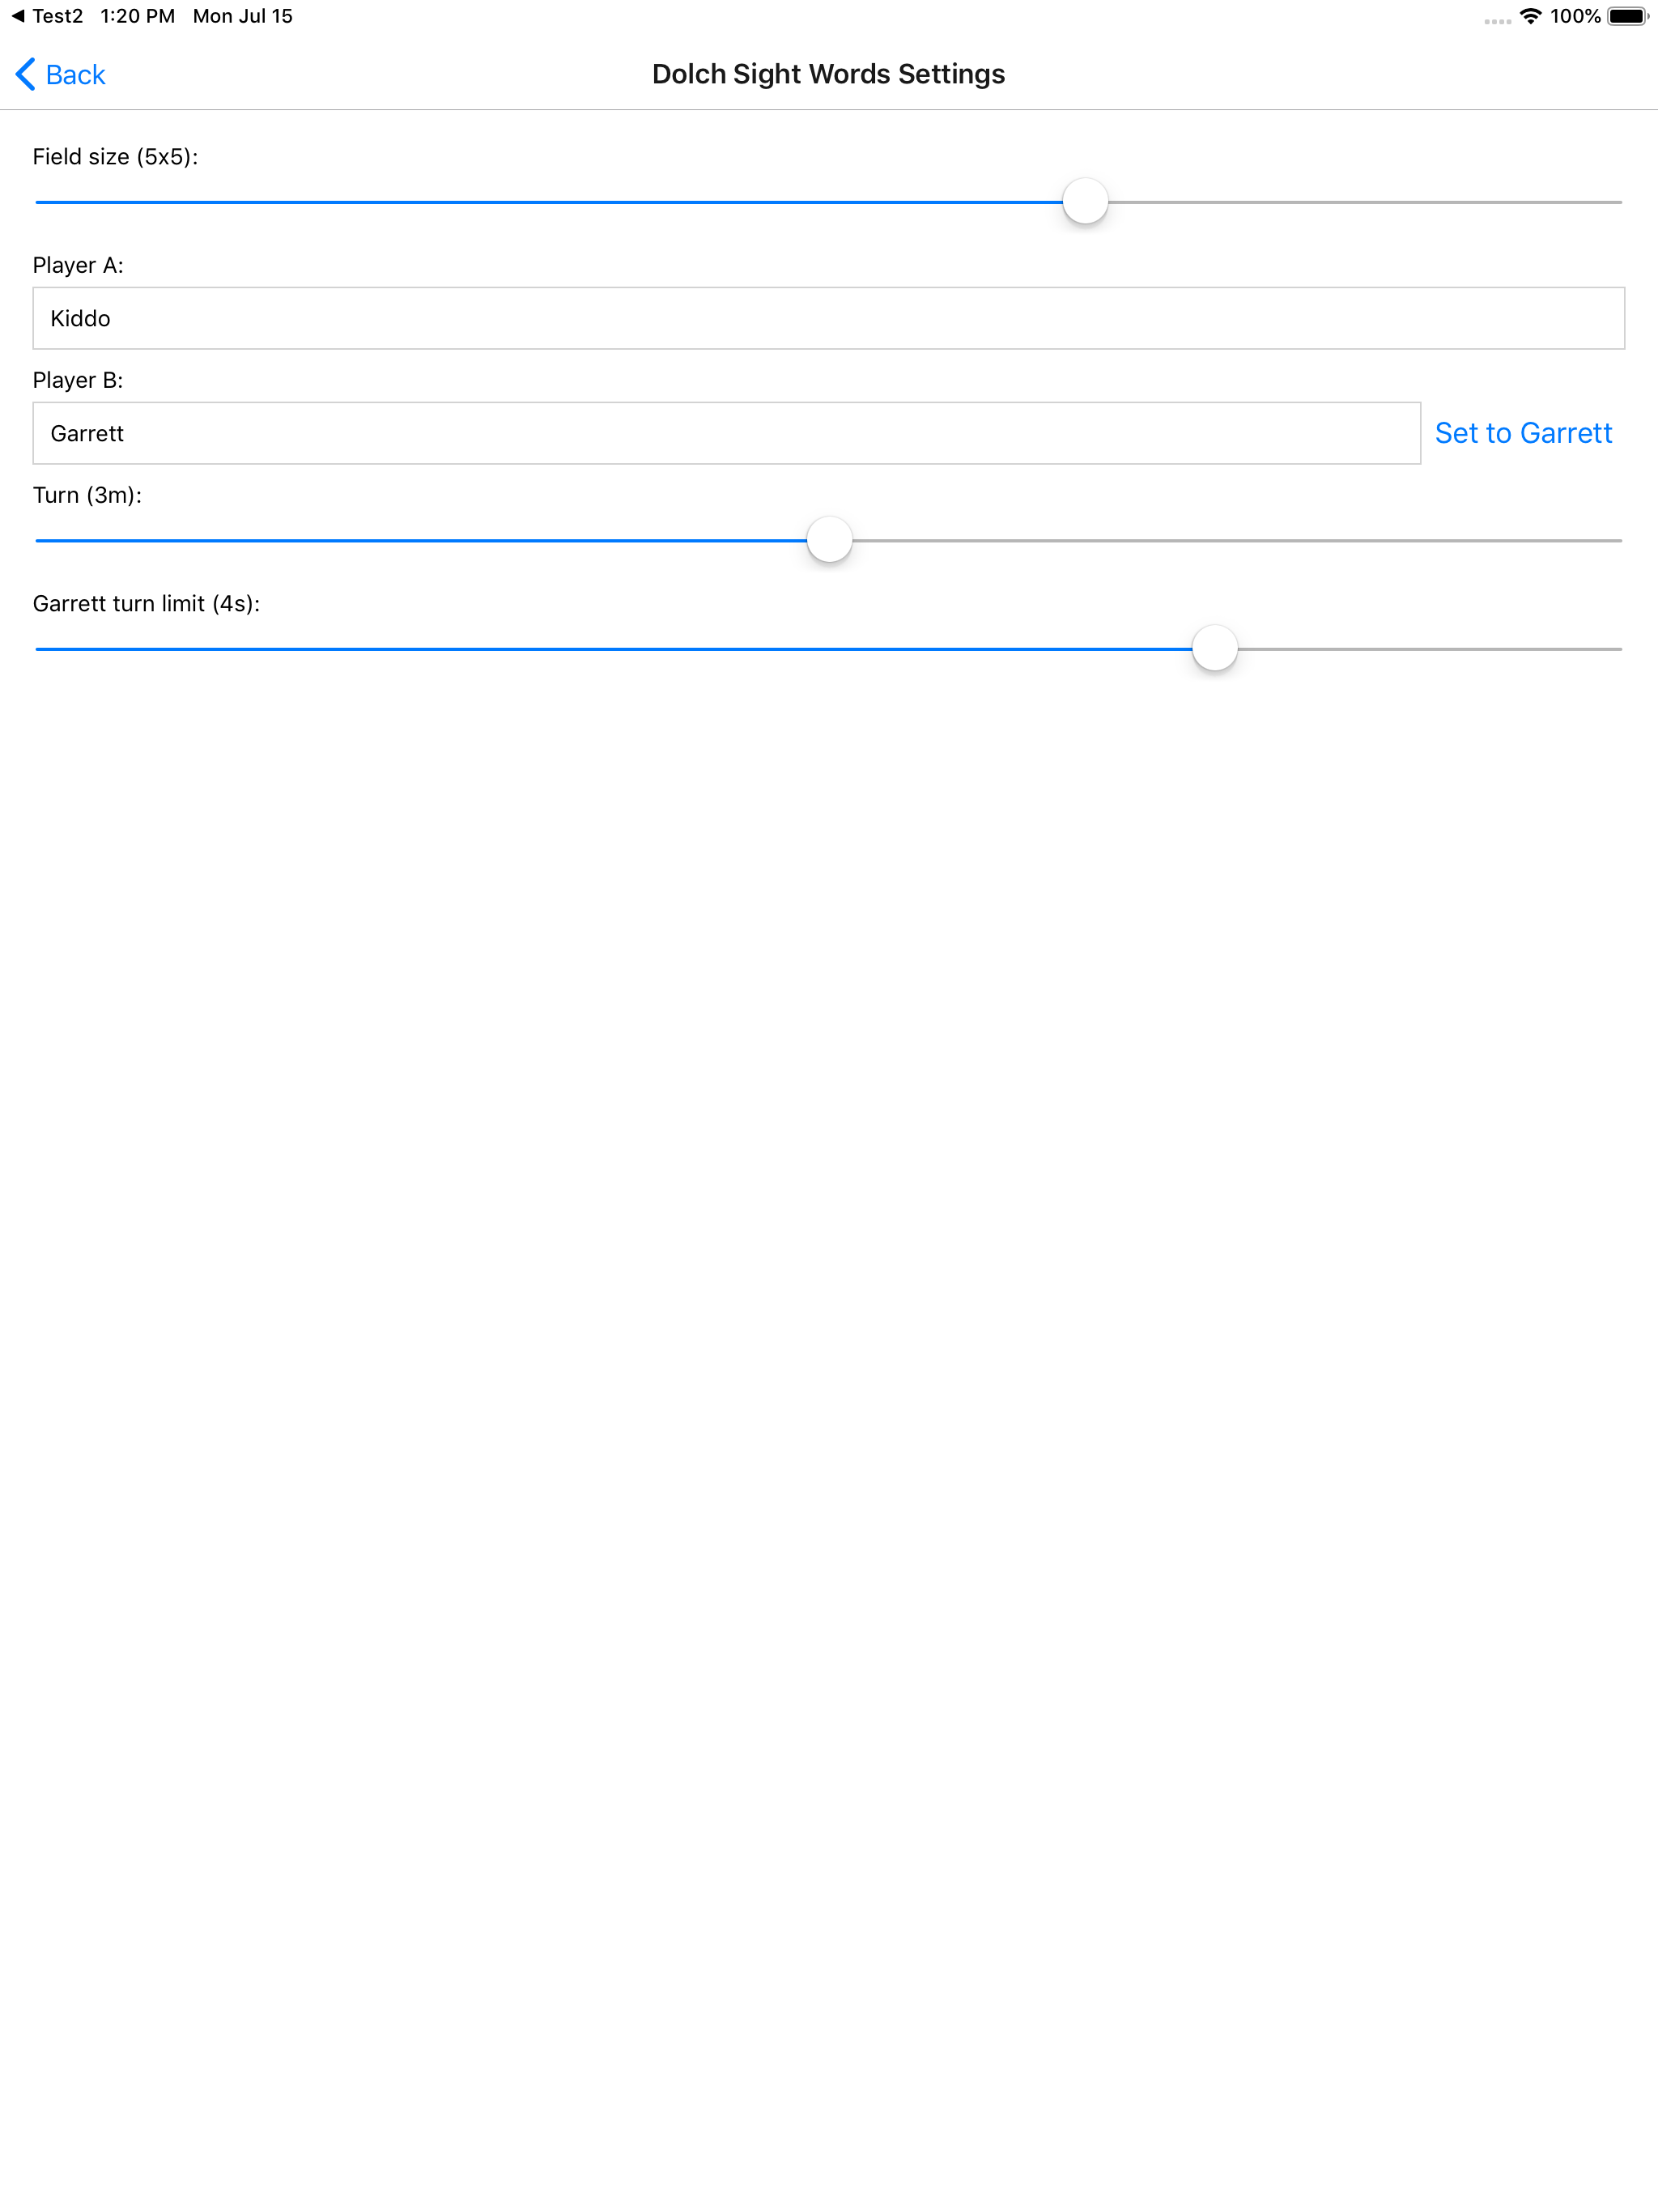 Test2 1:20 PM Mon Jul 15 100%
Back Dolch Sight Words Settings
Field size (5x5):
Player A:
Kiddo
Player B:
Garrett Set to Garrett
Turn (3m):
Garrett turn limit (4s):